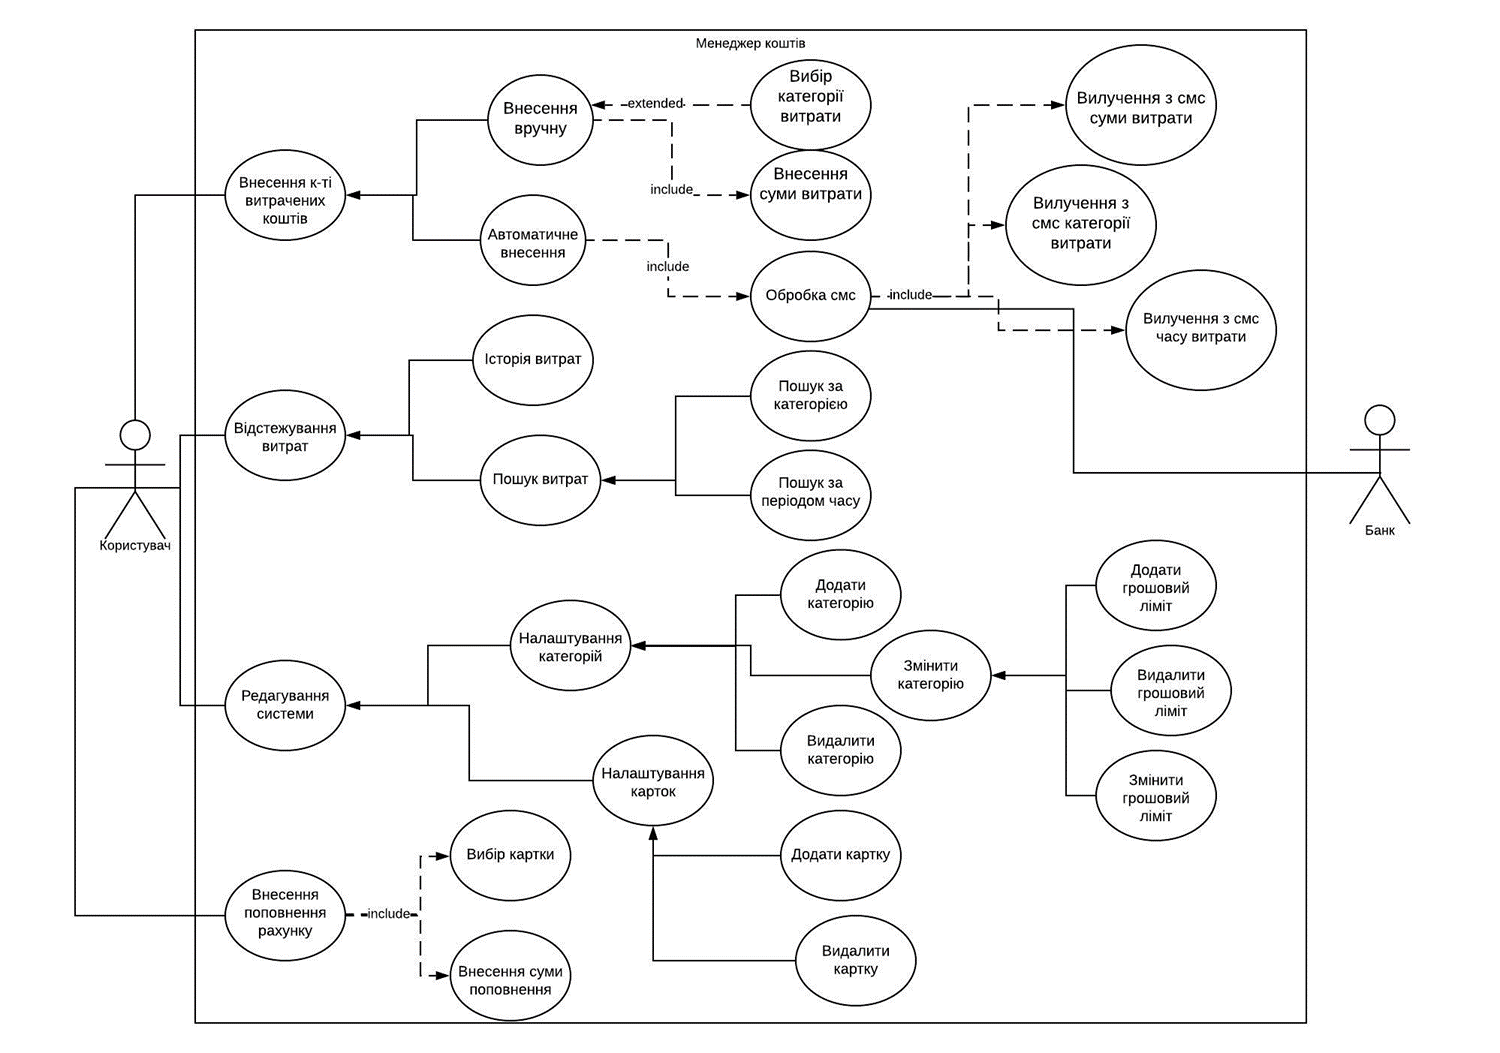 Менеджер коштів
Внесення
вручну
extended
Вибір
категорії
витрати
Вилучення з смс
суми витрати
Внесення к-ті
витрачених
коштів
include
Внесення
суми витрати
Вилучення з
смс категорії
витрати
Автоматичне
внесення
include
Обробка смс
include
Вилучення з смс
часу витрати
Історія витрат
Пошук за
категорією
Відстежування
витрат
Пошук витрат
Пошук за
періодом часу
Користувач
Банк
Додати
категорію
Додати
грошовий
ліміт
Налаштування
категорій
Змінити
категорію
Видалити
грошовий
ліміт
Редагування
системи
Видалити
категорію
Налаштування
карток
Змінити
грошовий
ліміт
Вибір картки
Додати картку
Внесення
поповнення
рахунку
include
Внесення суми
поповнення
Видалити
картку